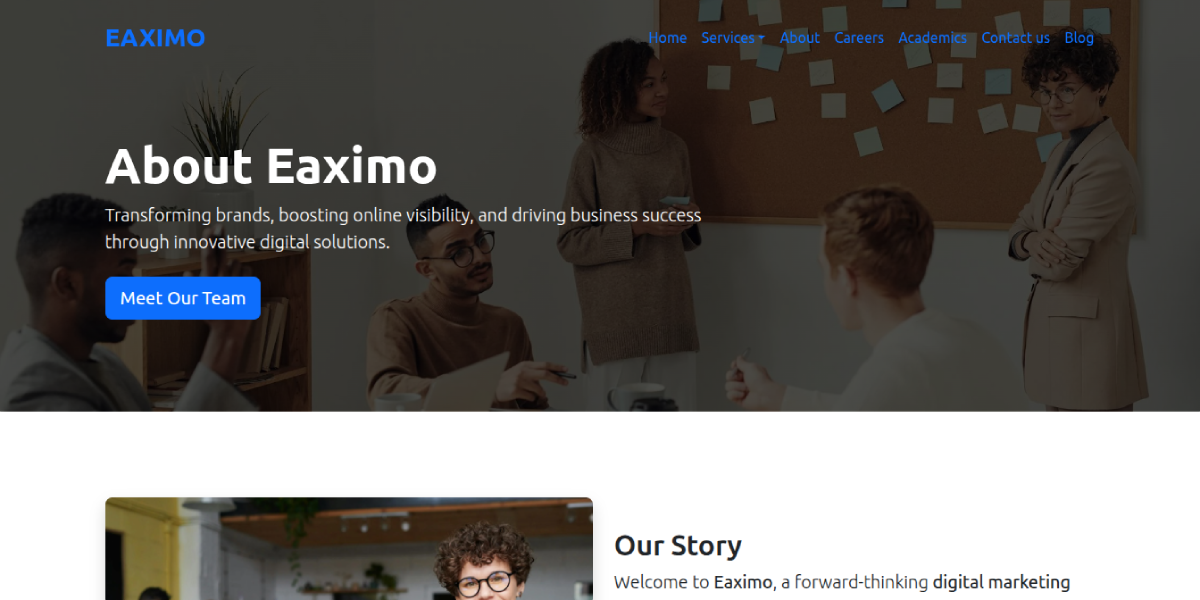 EAXIMO
Home Services About Careers Academics Contact us Blog
About Eaximo
Transforming brands, boosting online visibility, and driving business success
through innovative digital solutions.
Meet Our Team
Our Story
Welcome to Eaximo, a forward-thinking digital marketing